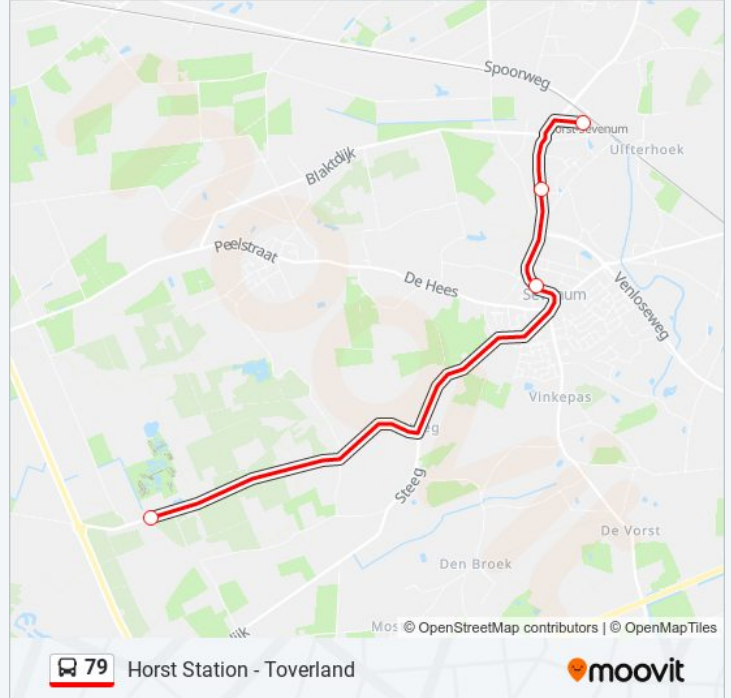 Spoorweg
Horst-Sevenum
Ulfterhoek
Blaktdijk
Peelstraat
De Hees
Sevenum
Venloseweg
Vinkepas
Steeg
De Vorst
Den Broek
© OpenStreetMap contributors | © OpenMapTiles
79 Horst Station - Toverland
moovit